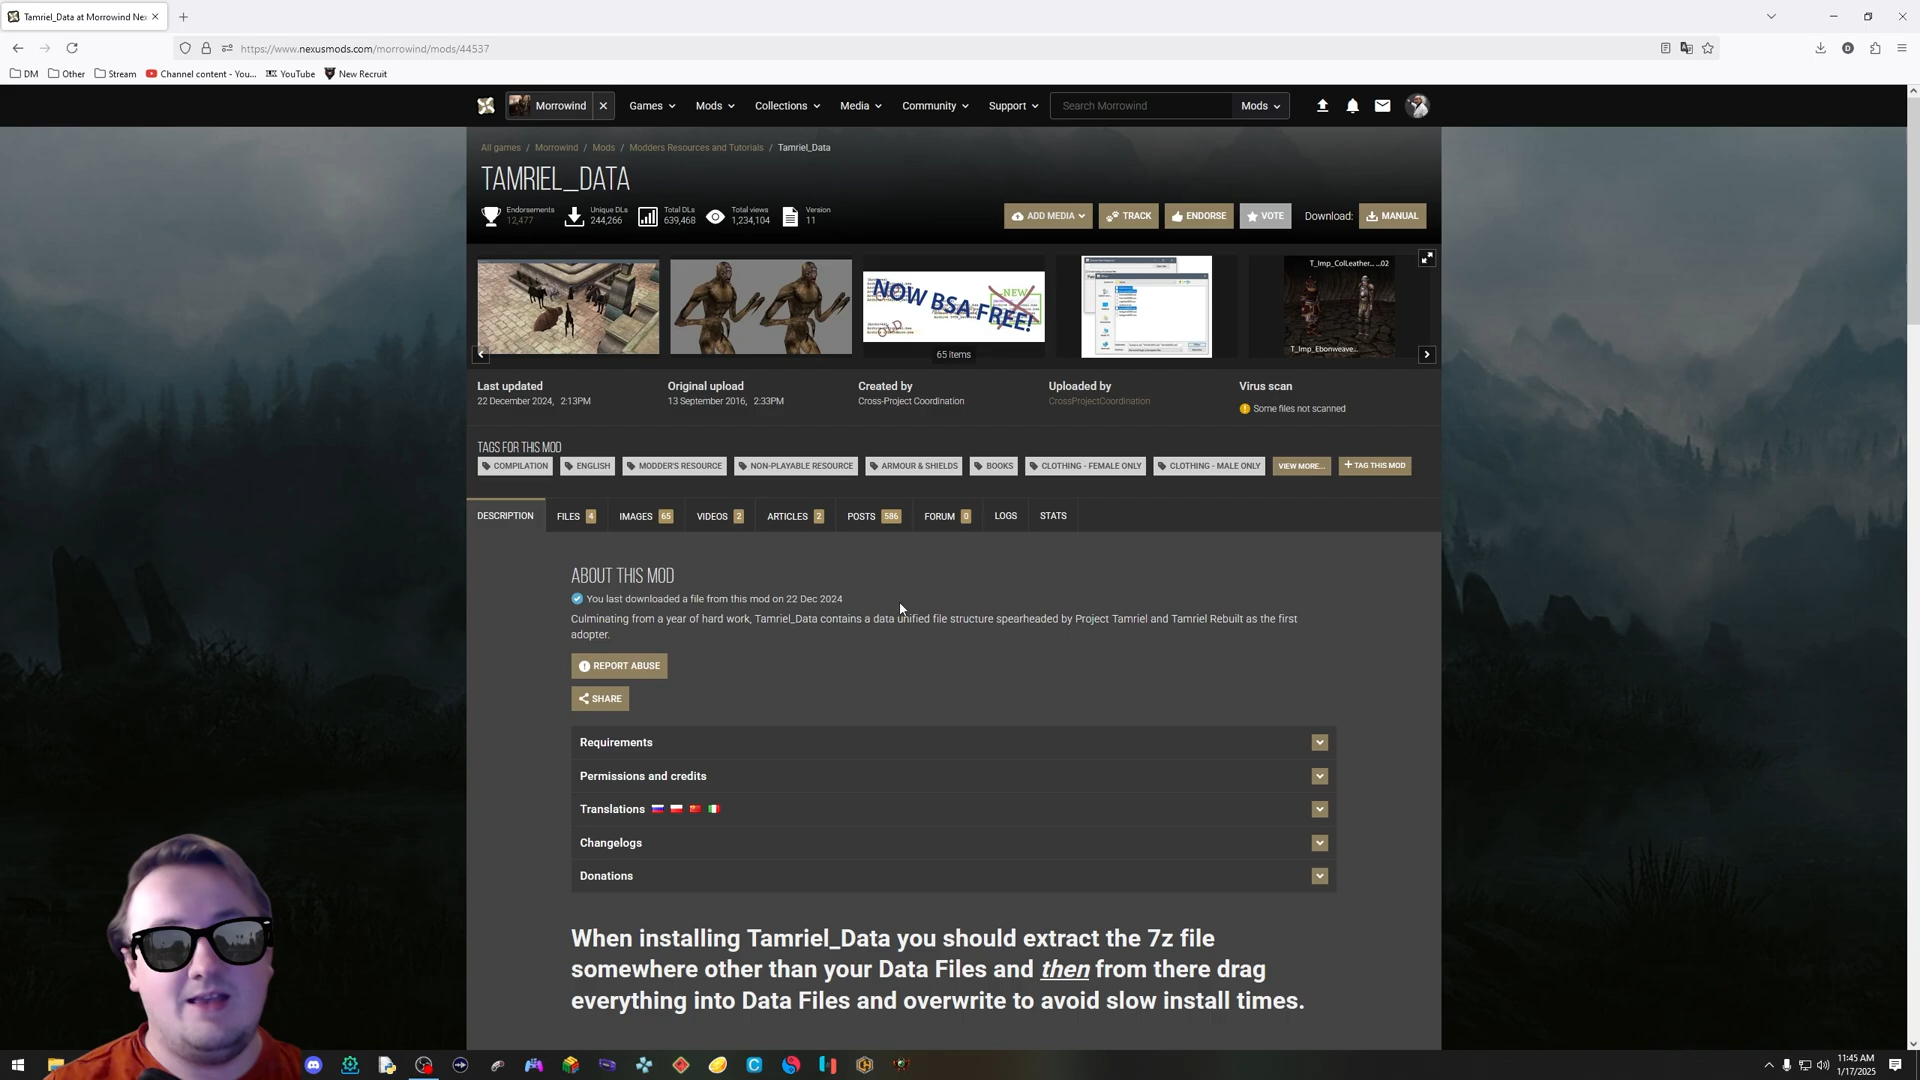 Tamriel_Data at Morrowind Nex
https://www.nexusmods.com/morrowind/mods/44537
DM Other Stream Channel content - You... YouTube New Recruit
Morrowind Games Mods Collections Media Community Support Search Morrowind Mods
All games / Morrowind / Mods / Modders Resources and Tutorials / Tamriel_Data
TAMRIEL_DATA
Endorsements
12,477
Unique DLs
244,266
Total DLs
639,468
Total views
1,234,104
Version
11
ADD MEDIA TRACK ENDORSE VOTE Download: MANUAL
NOW BSA FREE!
NEW
OLD
T_Imp_ColLeather... ...02
T_Imp_Ebonweave...
65 items
Last updated
22 December 2024, 2:13PM
Original upload
13 September 2016, 2:33PM
Created by
Cross-Project Coordination
Uploaded by
CrossProjectCoordination
Virus scan
Some files not scanned
TAGS FOR THIS MOD
COMPILATION ENGLISH MODDER'S RESOURCE NON-PLAYABLE RESOURCE ARMOUR & SHIELDS BOOKS CLOTHING - FEMALE ONLY CLOTHING - MALE ONLY VIEW MORE... + TAG THIS MOD
DESCRIPTION FILES 4 IMAGES 65 VIDEOS 2 ARTICLES 2 POSTS 586 FORUM 0 LOGS STATS
ABOUT THIS MOD
You last downloaded a file from this mod on 22 Dec 2024
Culminating from a year of hard work, Tamriel_Data contains a data unified file structure spearheaded by Project Tamriel and Tamriel Rebuilt as the first
adopter.
REPORT ABUSE
SHARE
Requirements
Permissions and credits
Translations
Changelogs
Donations
When installing Tamriel_Data you should extract the 7z file
somewhere other than your Data Files and then from there drag
everything into Data Files and overwrite to avoid slow install times.
11:45 AM
1/17/2025